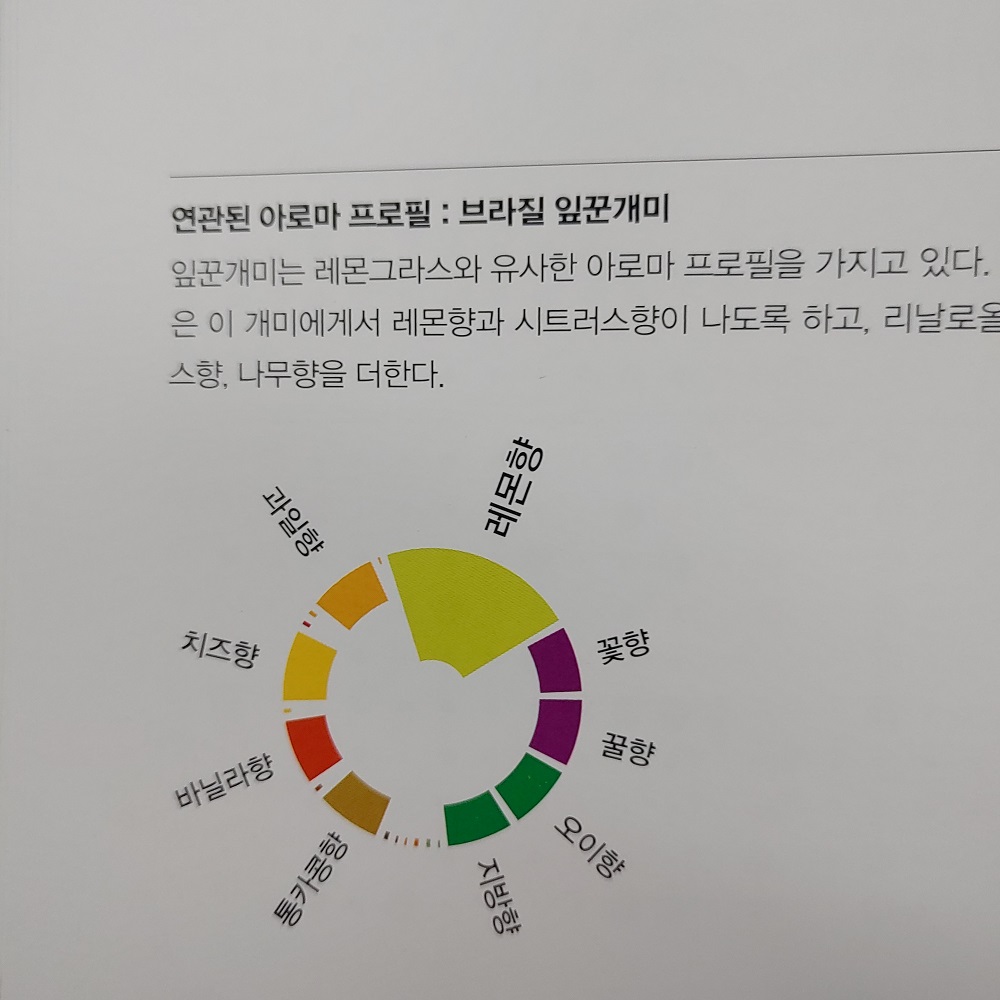 연관된 아로마 프로필 : 브라질 잎꾼개미
잎꾼개미는 레몬그라스와 유사한 아로마 프로필을 가지고 있다.
은 이 개미에게서 레몬향과 시트러스향이 나도록 하고, 리날로올
스향, 나무향을 더한다.
레몬향
과일향
꽃향
치즈향
꿀향
바닐라향
오이향
통카콩향
지방향